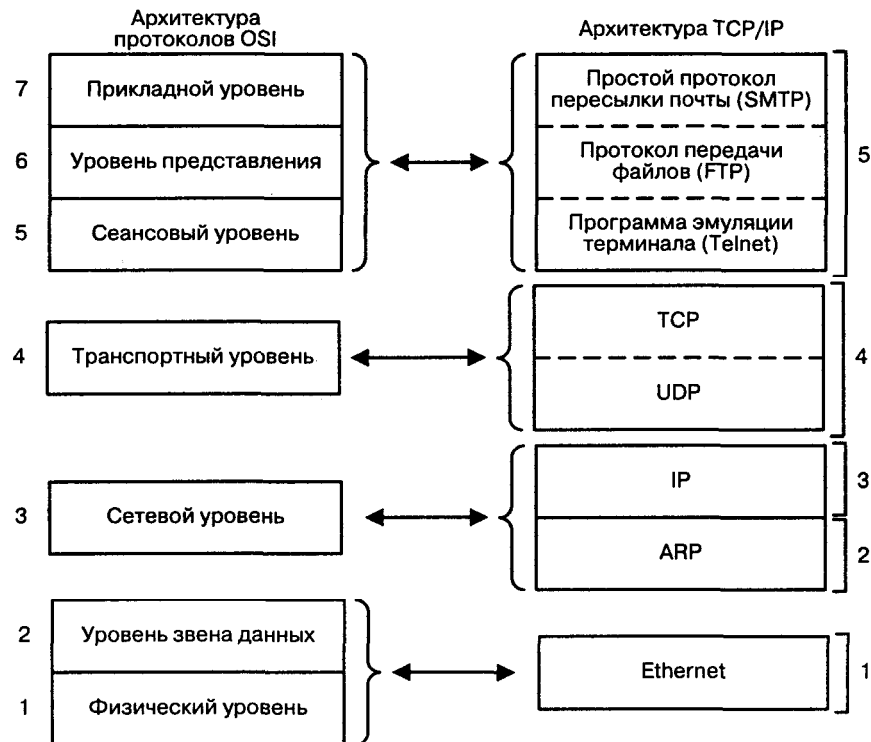 Архитектура
протоколов OSI
Архитектура TCP/IP
7
Прикладной уровень
6
Уровень представления
5
Сеансовый уровень
Простой протокол
пересылки почты (SMTP)
Протокол передачи
файлов (FTP)
Программа эмуляции
терминала (Telnet)
5
4
Транспортный уровень
TCP
UDP
4
3
Сетевой уровень
IP
3
ARP
2
2
Уровень звена данных
1
Физический уровень
Ethernet
1